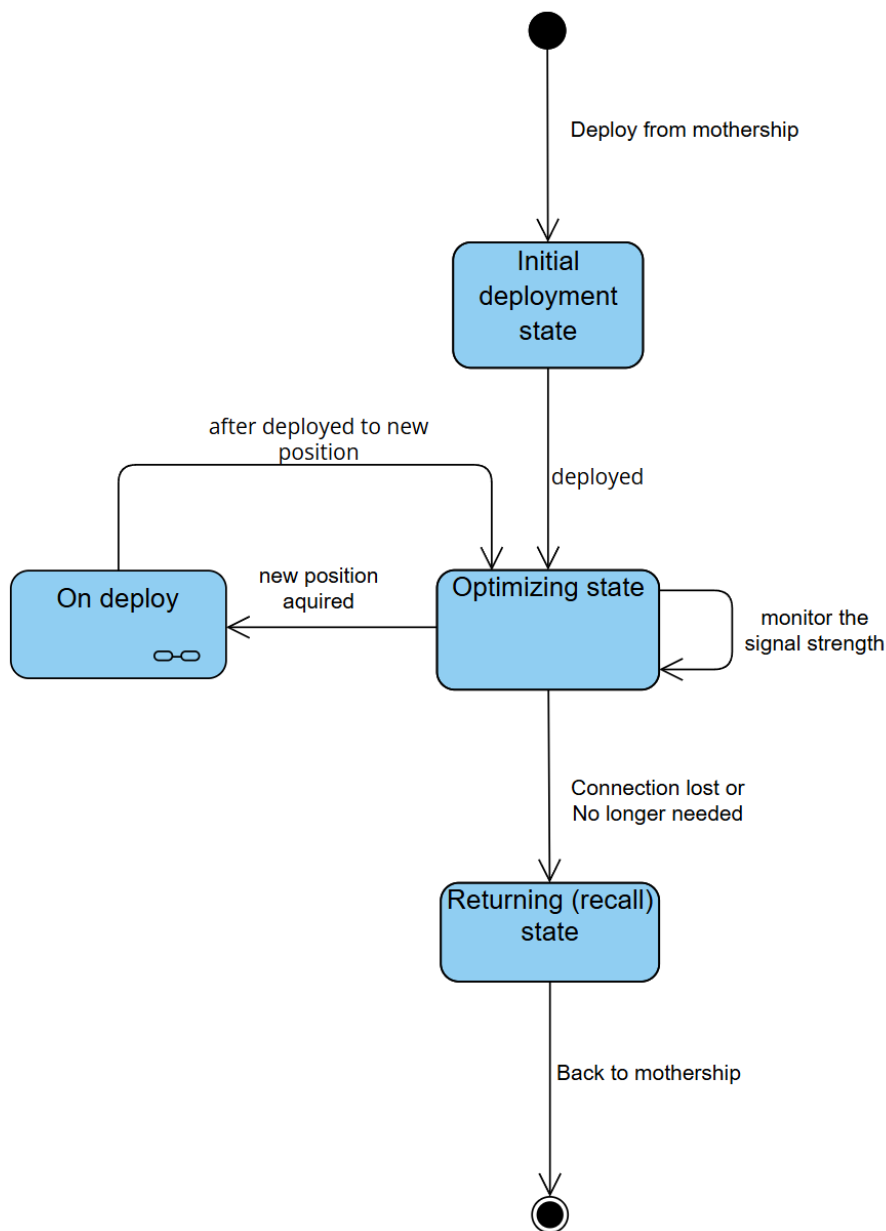 Deploy from mothership
Initial
deployment
state
after deployed to new
position
deployed
On deploy
new position
aquired
Optimizing state
monitor the
signal strength
Connection lost or
No longer needed
Returning (recall)
state
Back to mothership